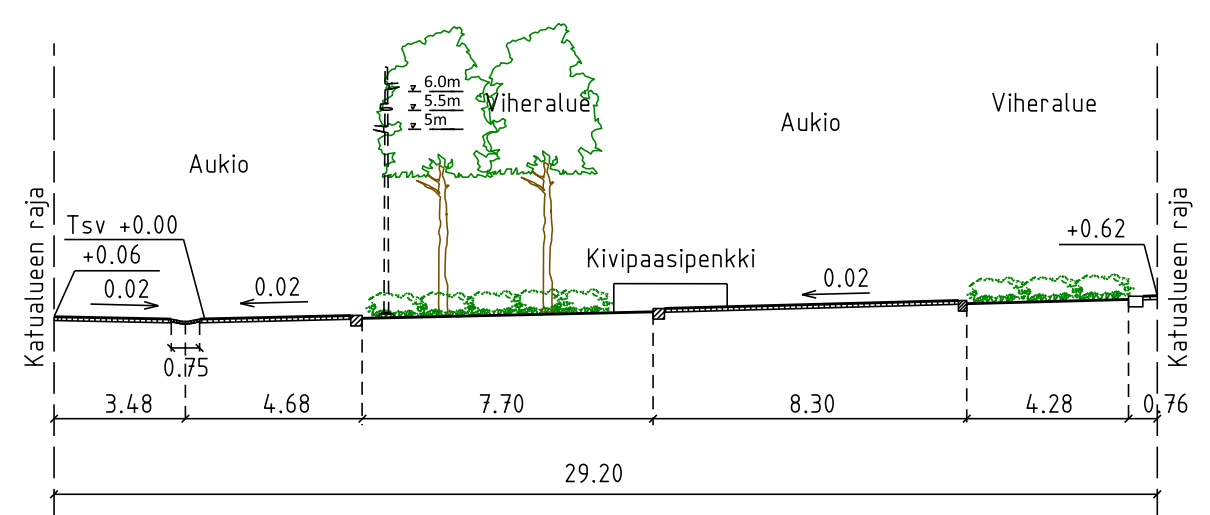 6.0m
5.5m
5m
Viheralue
Viheralue
Aukio
Aukio
Katualueen raja
Katualueen raja
Tsv +0.00
+0.06
+0.62
Kivipaasipenkki
0.02
0.02
0.02
0.75
3.48
4.68
7.70
8.30
4.28
0.76
29.20